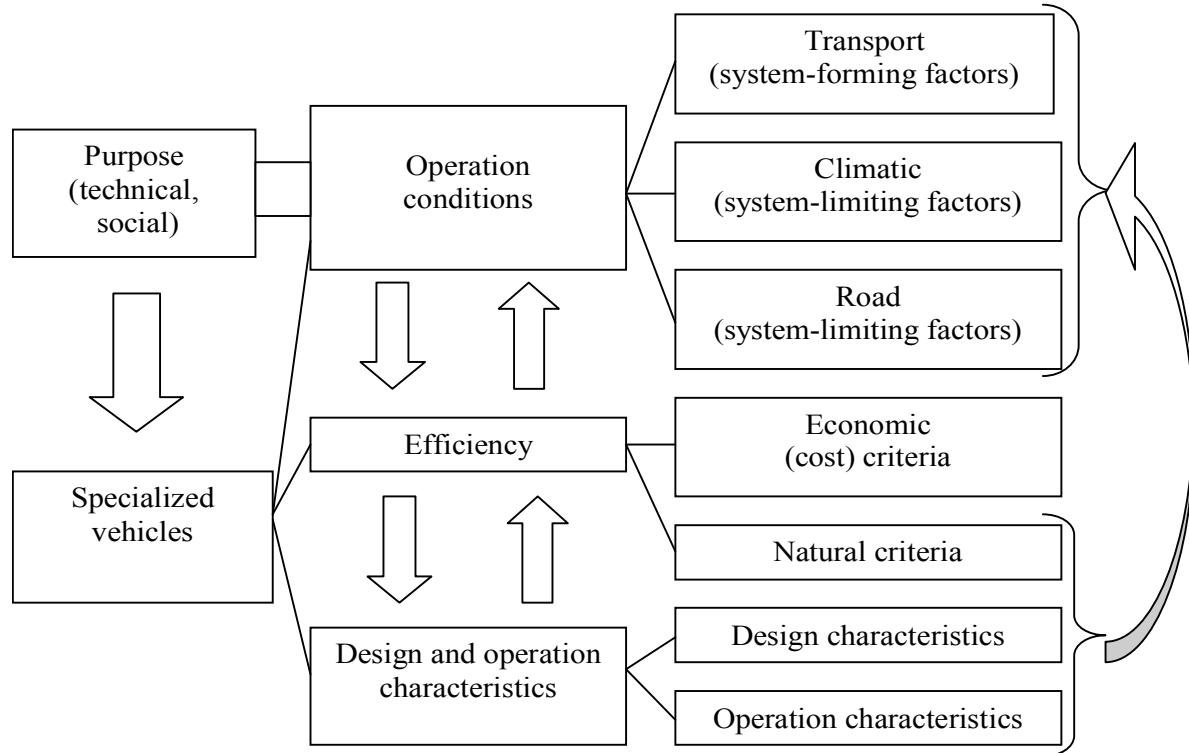 Purpose
(technical,
social)
Specialized
vehicles
Operation
conditions
Efficiency
Design and operation
characteristics
Transport
(system-forming factors)
Climatic
(system-limiting factors)
Road
(system-limiting factors)
Economic
(cost) criteria
Natural criteria
Design characteristics
Operation characteristics